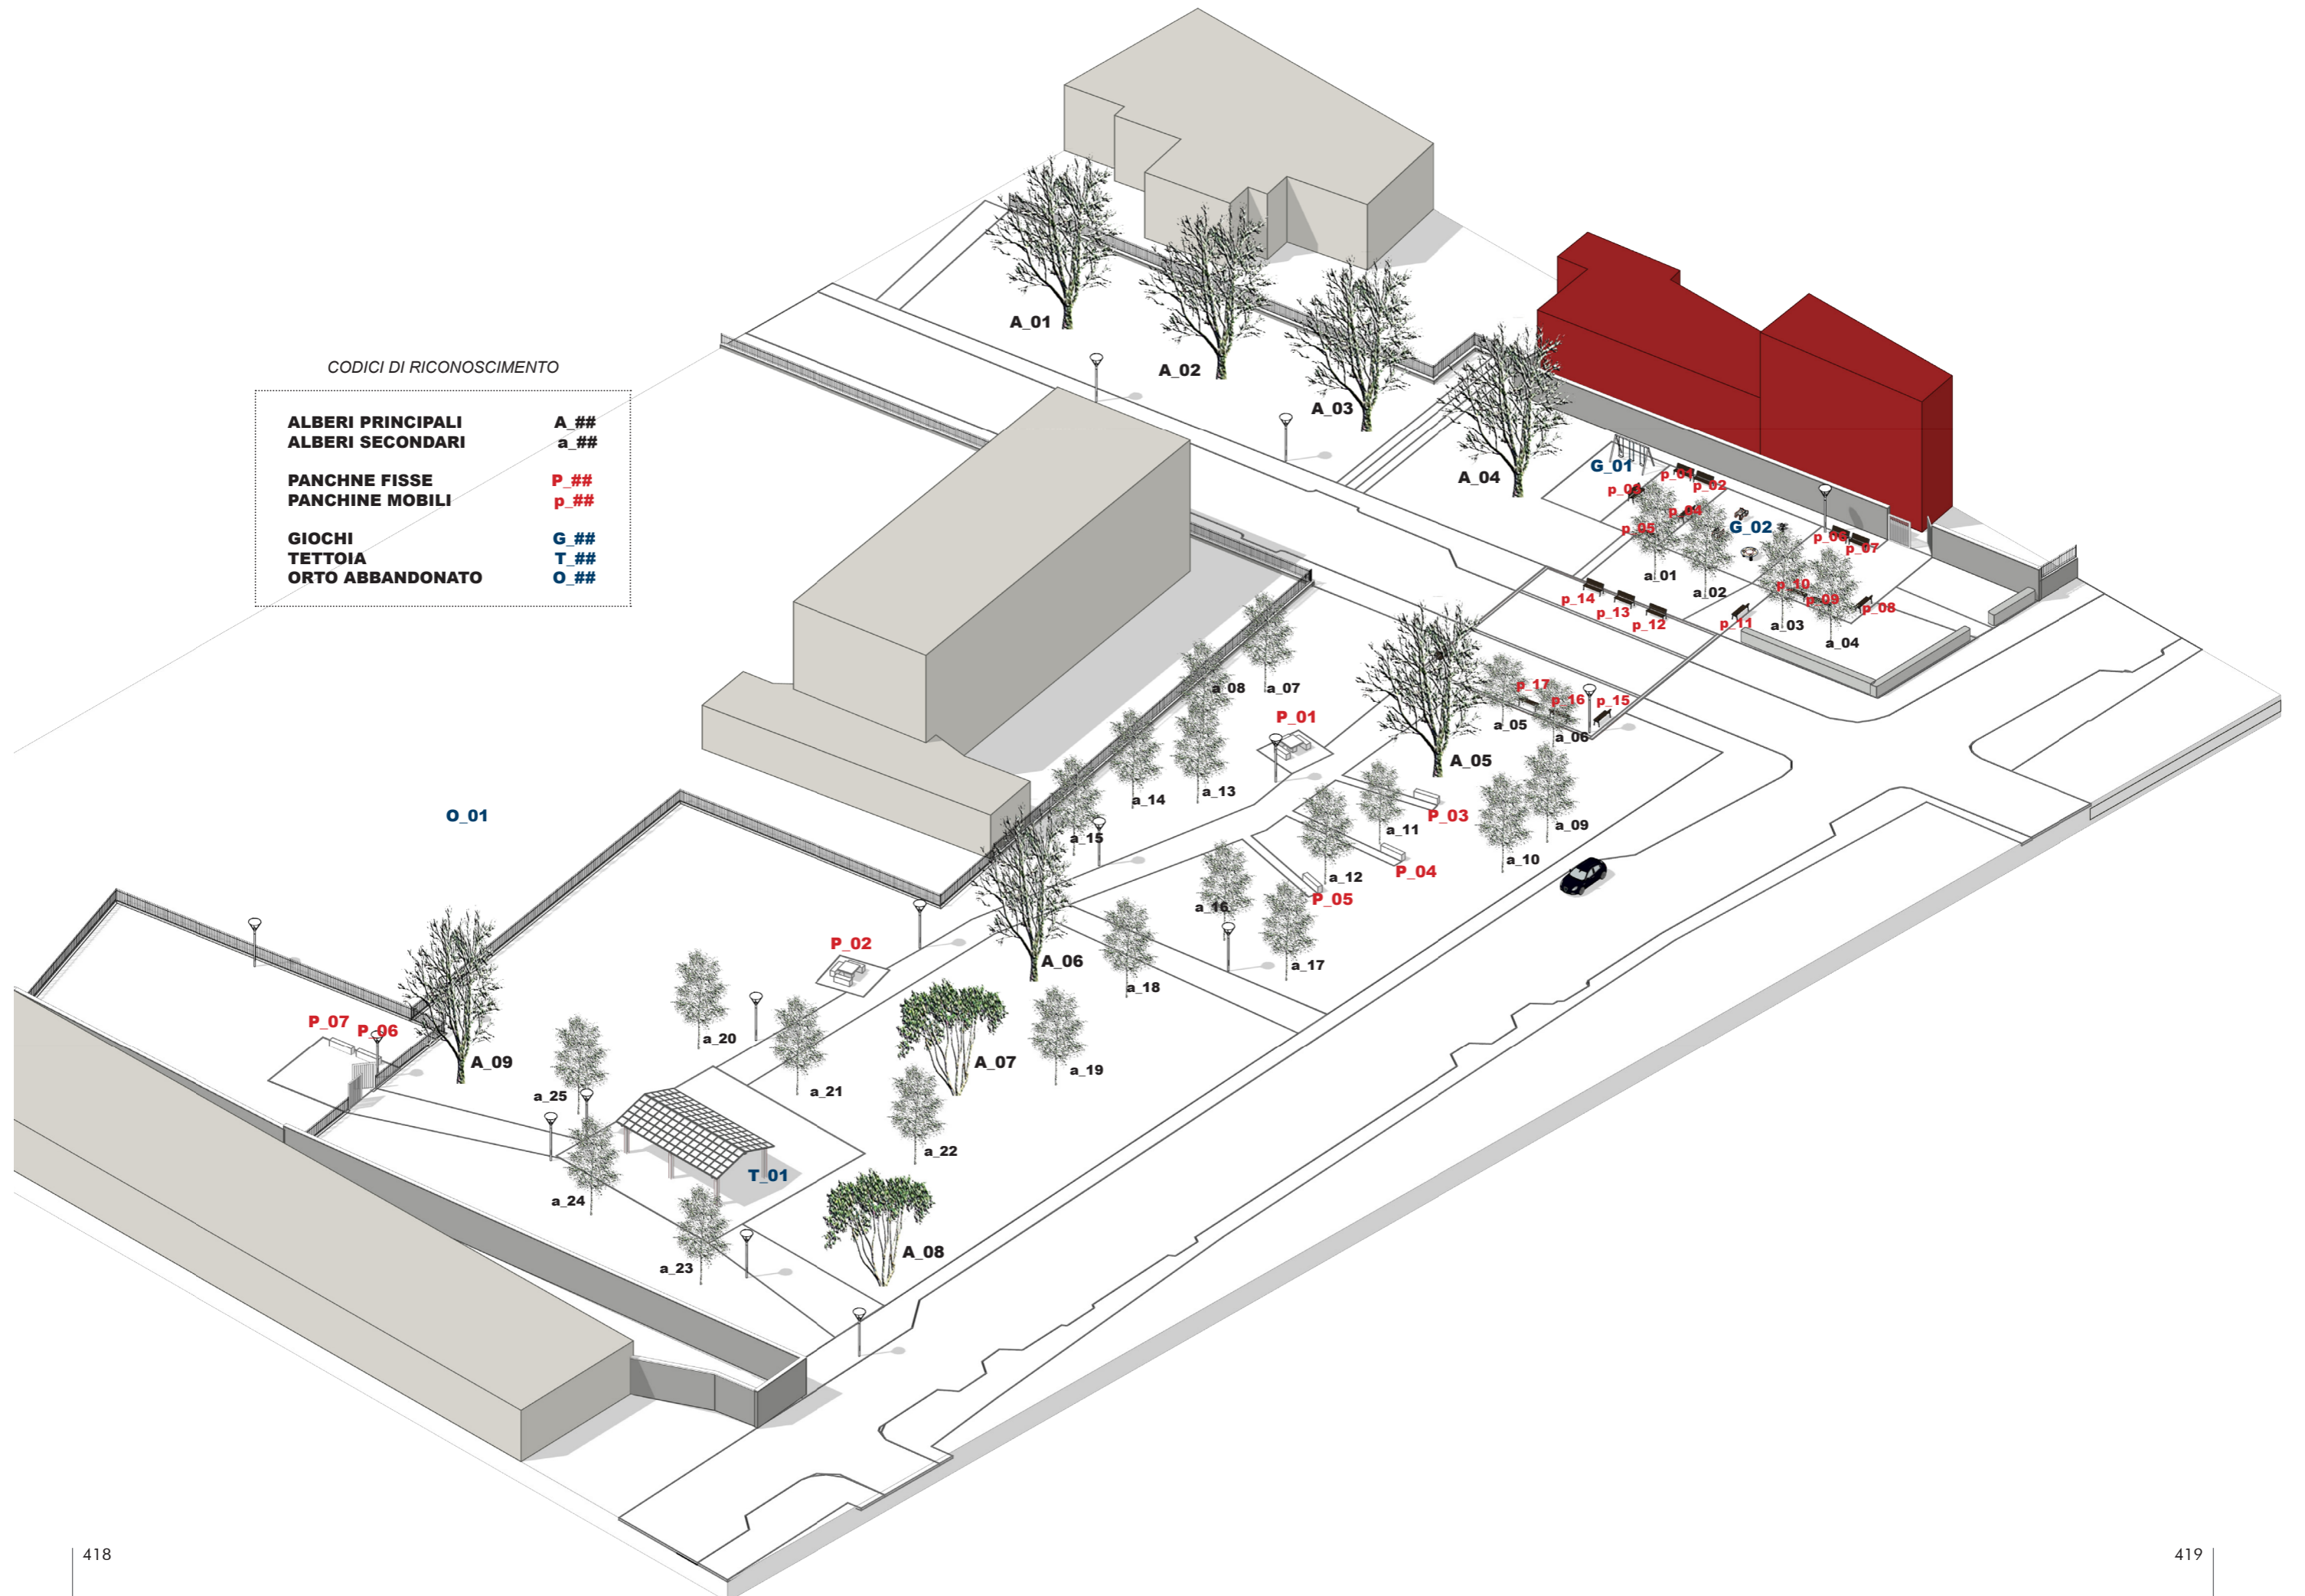 CODICI DI RICONOSCIMENTO
ALBERI PRINCIPALI A_##
ALBERI SECONDARI a_##
PANCHNE FISSE P_##
PANCHINE MOBILI p_##
GIOCHI G_##
TETTOIA T_##
ORTO ABBANDONATO O_##
A_01
A_02
A_03
A_04
G_01
p_01
p_02
p_03
p_04
p_05
G_02
p_06
p_07
a_01
a_02
p_10
p_09
p_08
p_14
p_13
p_12
p_11
a_03
a_04
a_08
a_07
p_17
p_16
p_15
P_01
a_05
a_06
A_05
a_14
a_13
P_03
a_11
a_09
O_01
a_15
a_10
a_12
P_04
P_05
a_16
P_02
A_06
a_17
a_18
P_07
P_06
a_20
A_09
A_07
a_19
a_25
a_21
a_22
T_01
a_24
A_08
a_23
418
419